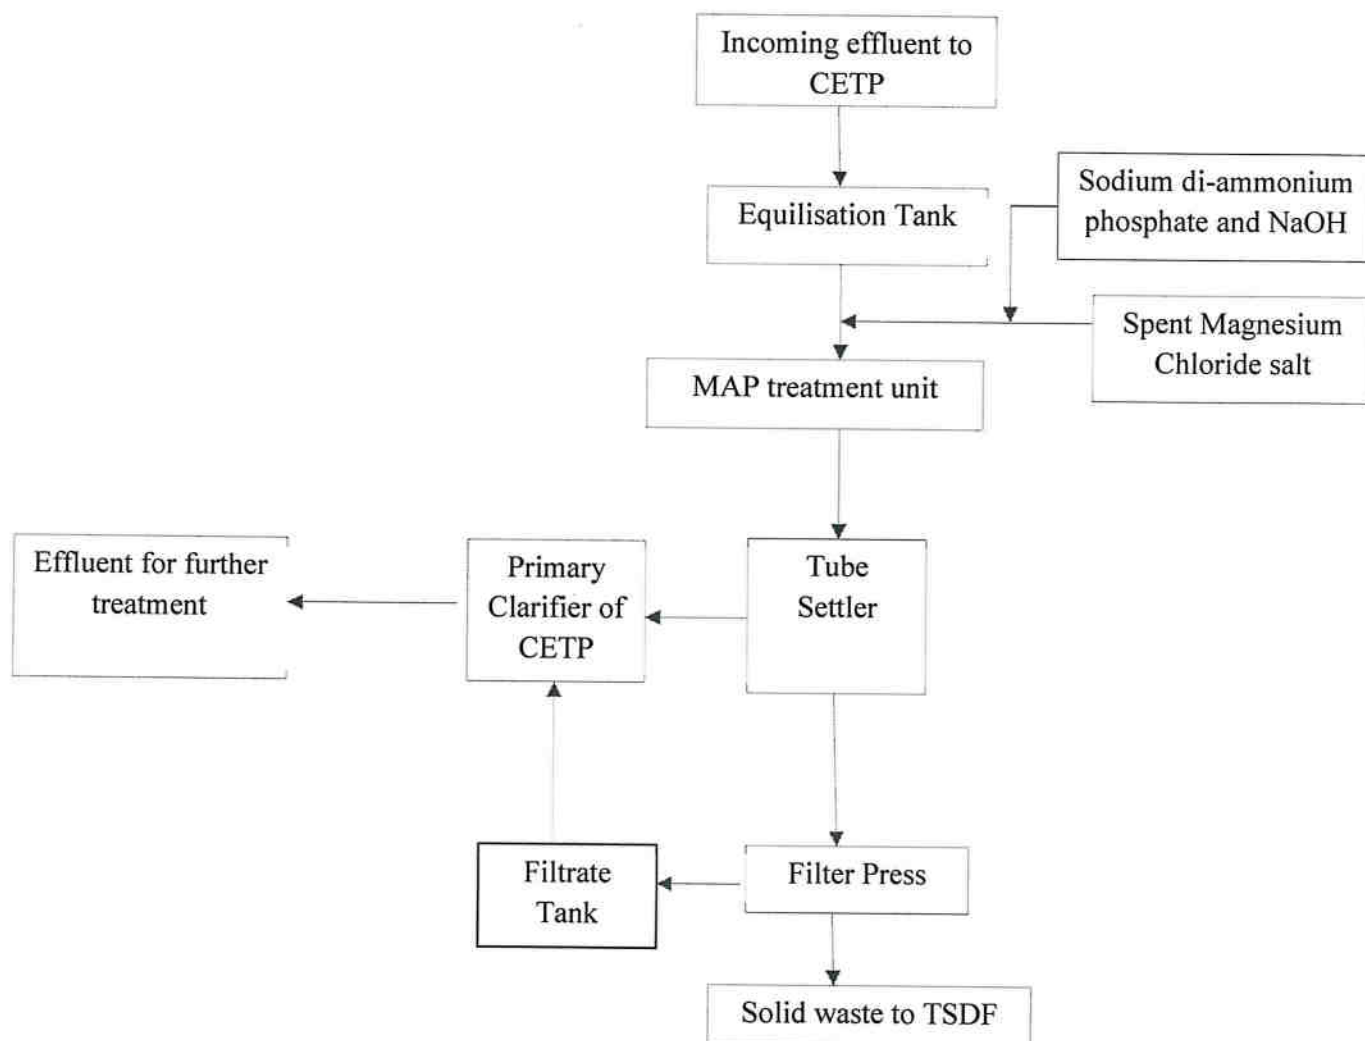 Incoming effluent to
CETP
Equilisation Tank
Sodium di-ammonium
phosphate and NaOH
Spent Magnesium
Chloride salt
MAP treatment unit
Effluent for further
treatment
Primary
Clarifier of
CETP
Tube
Settler
Filtrate
Tank
Filter Press
Solid waste to TSDF